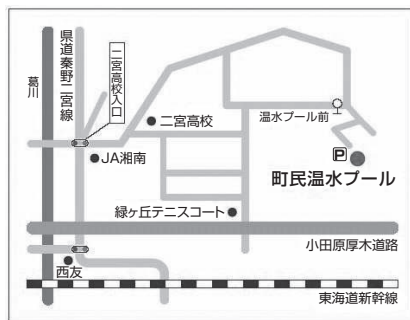 葛川
県道秦野二宮線
二宮高校入口
二宮高校
JA湘南
温水プール前
P
町民温水プール
緑ヶ丘テニスコート
小田原厚木道路
西友
東海道新幹線